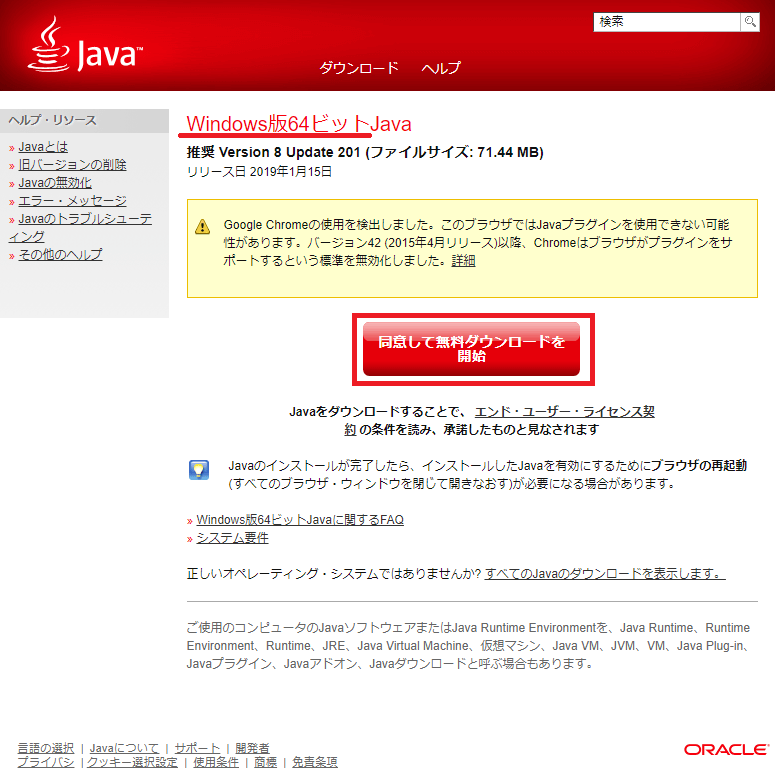 Java™
検索
ダウンロード ヘルプ
ヘルプ・リソース
» Javaとは
» 旧バージョンの削除
» Javaの無効化
» エラー・メッセージ
» Javaのトラブルシューテ
ィング
» その他のヘルプ
Windows版64ビットJava
推奨 Version 8 Update 201 (ファイルサイズ: 71.44 MB)
リリース日 2019年1月15日
Google Chromeの使用を検出しました。このブラウザではJavaプラグインを使用できない可能
性があります。バージョン42 (2015年4月リリース)以降、Chromeはブラウザがプラグインをサ
ポートするという標準を無効化しました。詳細
同意して無料ダウンロードを
開始
Javaをダウンロードすることで、 エンド・ユーザー・ライセンス契
約 の条件を読み、承諾したものと見なされます
Javaのインストールが完了したら、インストールしたJavaを有効にするためにブラウザの再起動
(すべてのブラウザ・ウィンドウを閉じて開きなおす)が必要になる場合があります。
» Windows版64ビットJavaに関するFAQ
» システム要件
正しいオペレーティング・システムではありませんか? すべてのJavaのダウンロードを表示します。
ご使用のコンピュータのJavaソフトウェアまたはJava Runtime Environmentを、Java Runtime、Runtime
Environment、Runtime、JRE、Java Virtual Machine、仮想マシン、Java VM、JVM、VM、Java Plug-in、
Javaプラグイン、Javaアドオン、Javaダウンロードと呼ぶ場合もあります。
言語の選択 | Javaについて | サポート | 開発者
プライバシ | クッキー選択設定 | 使用条件 | 商標 | 免責条項
ORACLE®